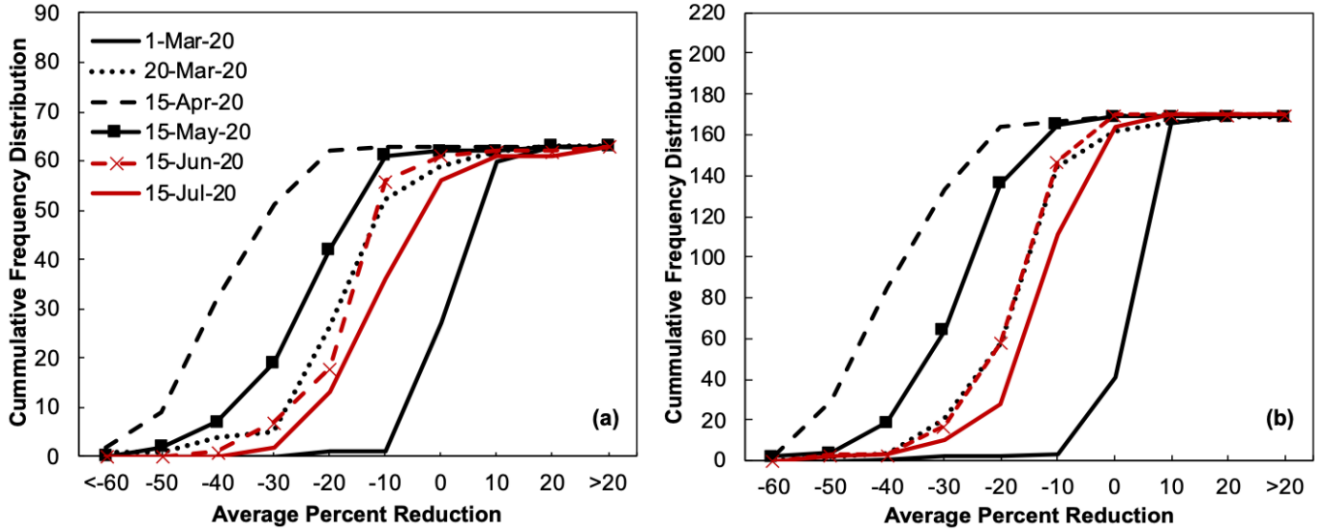 Cummulative Frequency Distribution
90
80
70
60
50
40
30
20
10
0
1-Mar-20
20-Mar-20
15-Apr-20
15-May-20
15-Jun-20
15-Jul-20
(a)
<-60 -50 -40 -30 -20 -10 0 10 20 >20
Average Percent Reduction
Cummulative Frequency Distribution
220
200
180
160
140
120
100
80
60
40
20
0
(b)
-60 -50 -40 -30 -20 -10 0 10 20 >20
Average Percent Reduction